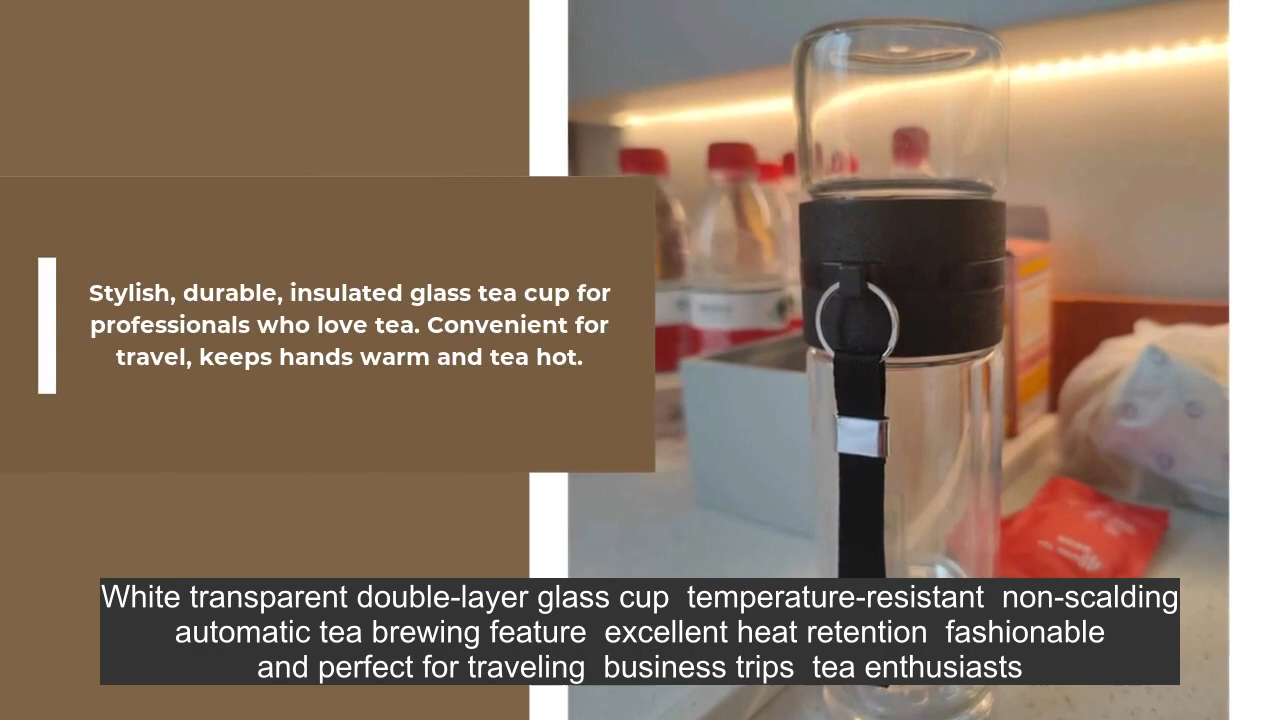 Stylish, durable, insulated glass tea cup for
professionals who love tea. Convenient for
travel, keeps hands warm and tea hot.
White transparent double-layer glass cup  temperature-resistant  non-scalding
automatic tea brewing feature  excellent heat retention  fashionable
and perfect for traveling  business trips  tea enthusiasts